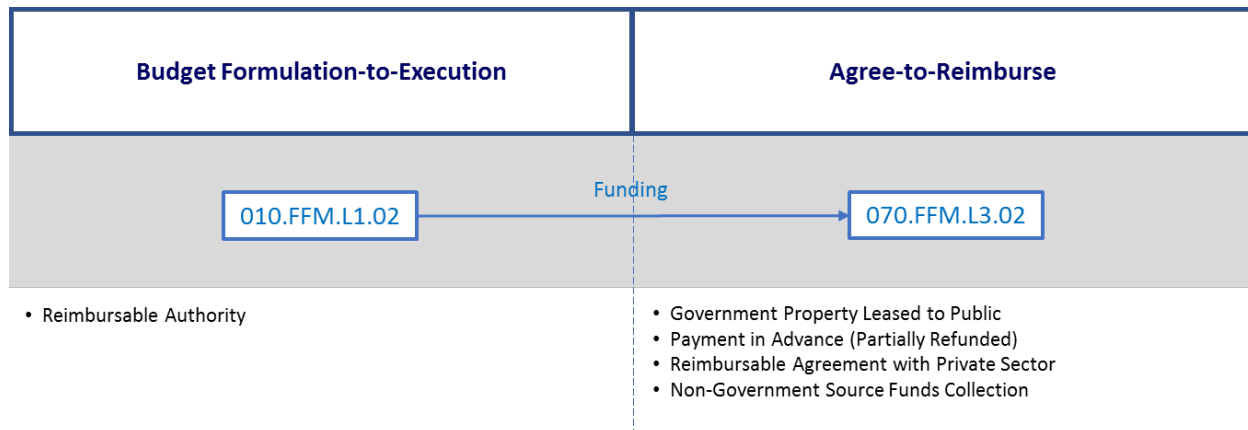 Budget Formulation-to-Execution
Agree-to-Reimburse
Funding
010.FFM.L1.02
070.FFM.L3.02
• Reimbursable Authority
• Government Property Leased to Public
• Payment in Advance (Partially Refunded)
• Reimbursable Agreement with Private Sector
• Non-Government Source Funds Collection